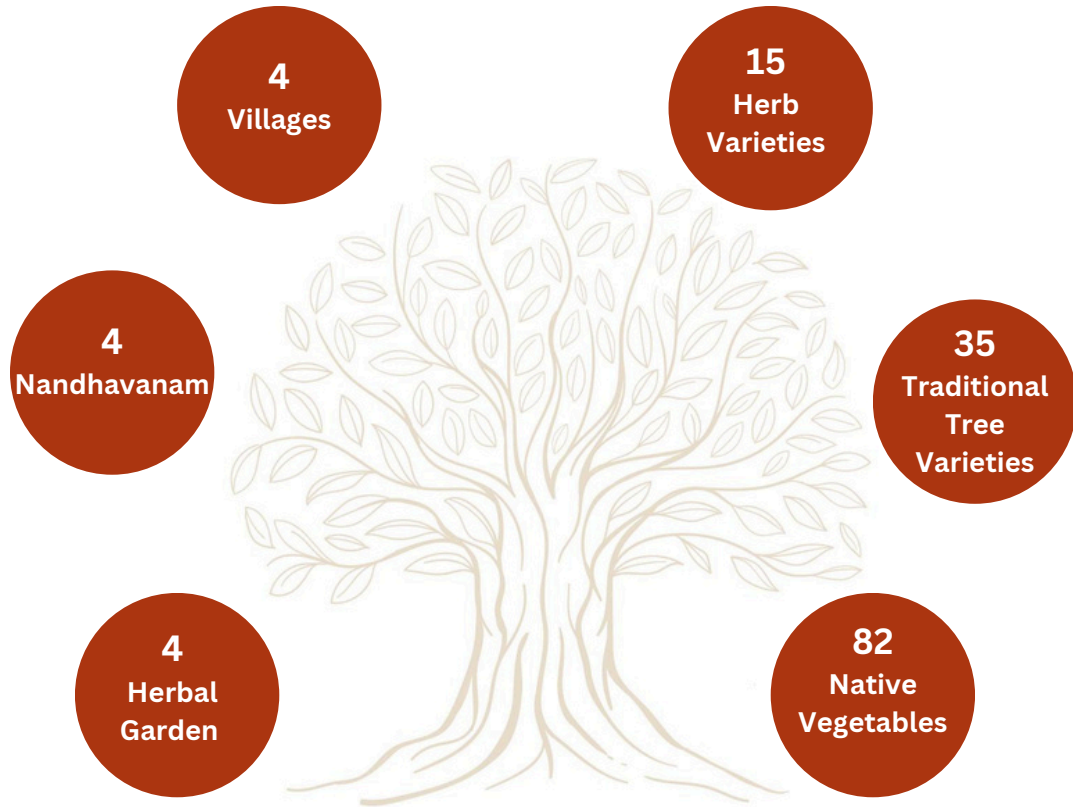 4
Villages
15
Herb
Varieties
4
Nandhavanam
35
Traditional
Tree
Varieties
4
Herbal
Garden
82
Native
Vegetables